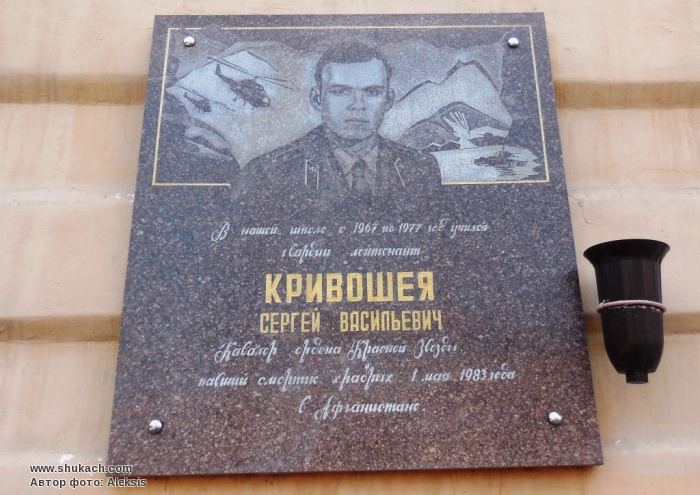 В нашей школе с 1967 по 1977 год учился
гвардии лейтенант
КРИВОШЕЯ
СЕРГЕЙ ВАСИЛЬЕВИЧ
Кавалер ордена Красной Звезды
павший смертью храбрых 1 мая 1983 года
в Афганистане.
www.shukach.com
Автор фото: Aleksis